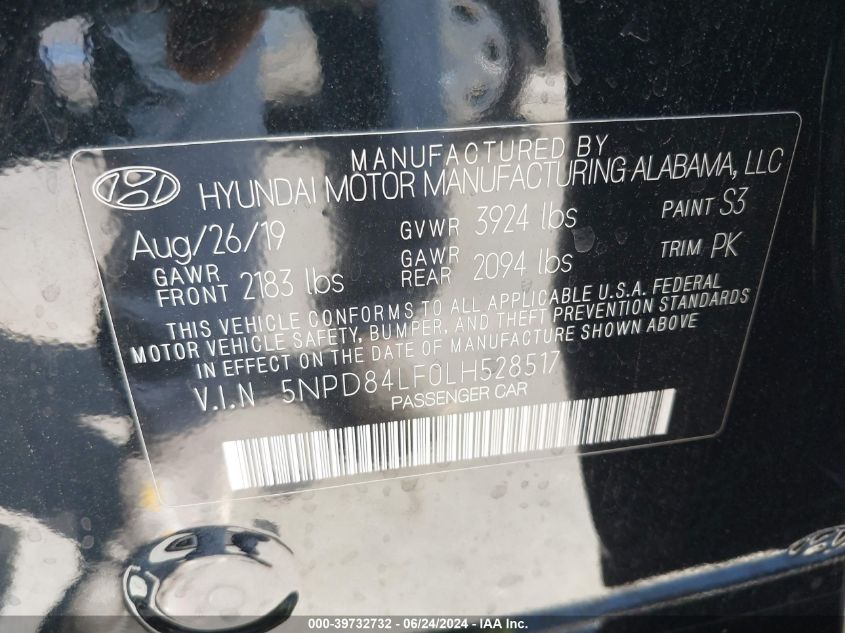 MANUFACTURED BY
HYUNDAI MOTOR MANUFACTURING ALABAMA, LLC
Aug/26/19 GVWR 3924 lbs PAINT S3
GAWR FRONT 2183 lbs GAWR REAR 2094 lbs TRIM PK
THIS VEHICLE CONFORMS TO ALL APPLICABLE U.S.A. FEDERAL
MOTOR VEHICLE SAFETY, BUMPER, AND THEFT PREVENTION STANDARDS
IN EFFECT ON THE DATE OF MANUFACTURE SHOWN ABOVE
V.I.N 5NPD84LF0LH528517
PASSENGER CAR
000-39732732 - 06/24/2024 - IAA Inc.